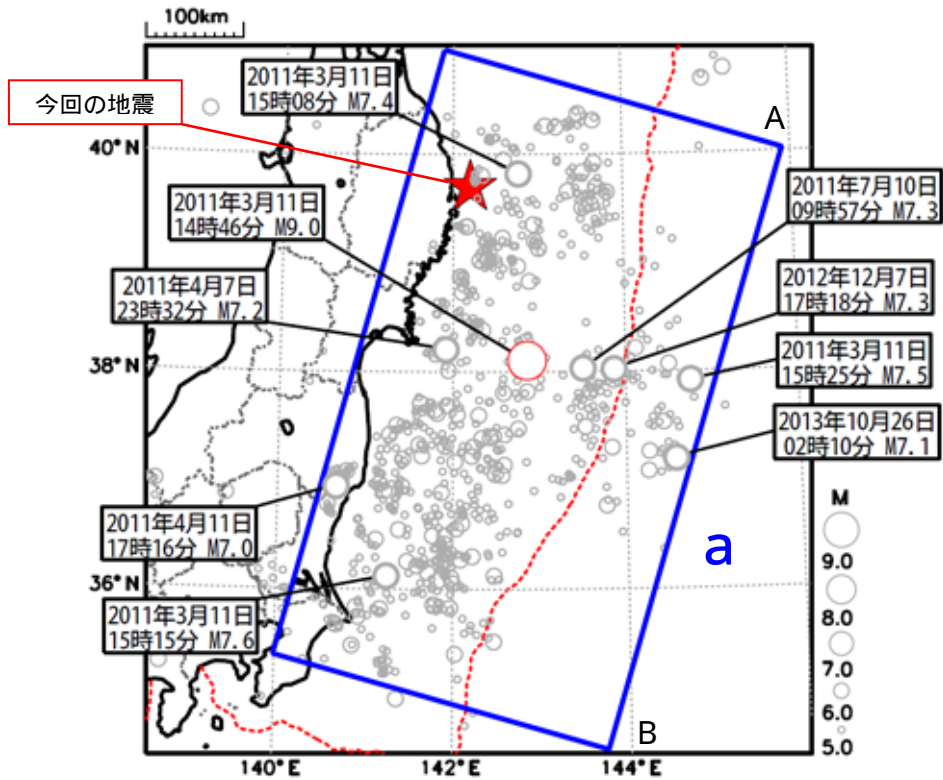 100km
2011年3月11日
15時08分 M7.4
今回の地震
A
40°N
2011年7月10日
09時57分 M7.3
2011年3月11日
14時46分 M9.0
2012年12月7日
17時18分 M7.3
2011年4月7日
23時32分 M7.2
2011年3月11日
15時25分 M7.5
38°N
2013年10月26日
02時10分 M7.1
M
2011年4月11日
17時16分 M7.0
a
9.0
36°N
2011年3月11日
15時15分 M7.6
8.0
7.0
6.0
B
5.0
140°E
142°E
144°E